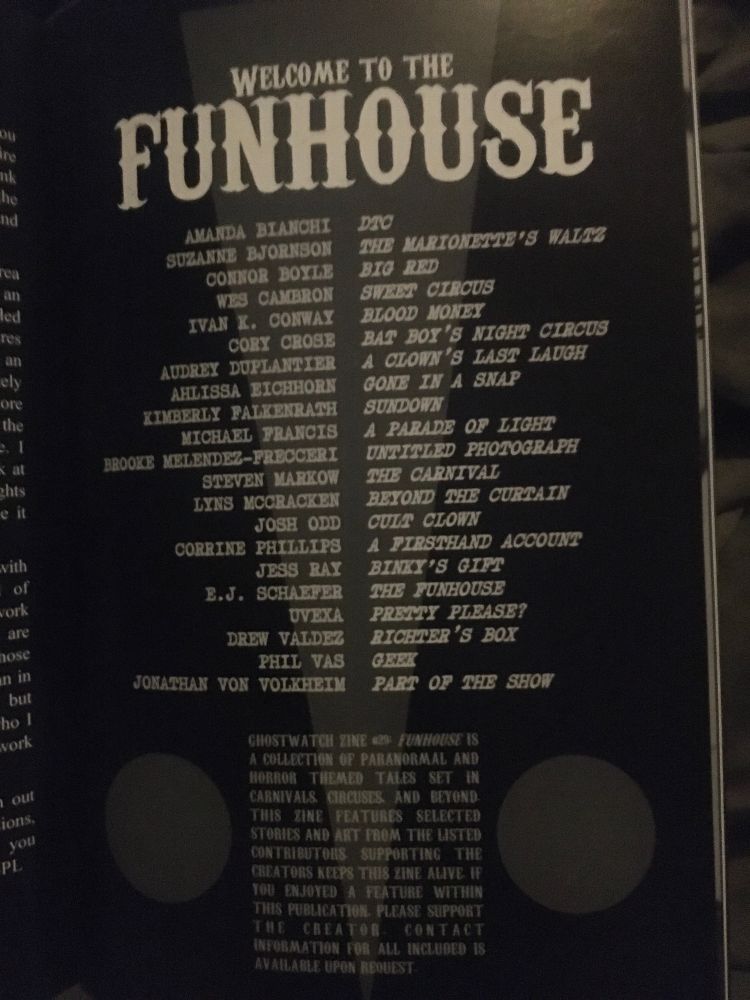 WELCOME TO THE
FUNHOUSE
AMANDA BIANCHI DTC
SUZANNE BJORNSON THE MARIONETTE'S WALTZ
CONNOR BOYLE BIG RED
WES CAMBRON SWEET CIRCUS
IVAN K. CONWAY BLOOD MONEY
CORY CROSE BAT BOY'S NIGHT CIRCUS
AUDREY DUPLANTIER A CLOWN'S LAST LAUGH
AHLISSA EICHHORN GONE IN A SNAP
KIMBERLY FALKENRATH SUNDOWN
MICHAEL FRANCIS A PARADE OF LIGHT
BROOKE MELENDEZ-FRECCERI UNTITLED PHOTOGRAPH
STEVEN MARKOW THE CARNIVAL
LYNS MCCRACKEN BEYOND THE CURTAIN
JOSH ODD CULT CLOWN
CORRINE PHILLIPS A FIRSTHAND ACCOUNT
JESS RAY BINKY'S GIFT
E.J. SCHAEFER THE FUNHOUSE
UVEXA PRETTY PLEASE?
DREW VALDEZ RICHTER'S BOX
PHIL VAS GEEK
JONATHAN VON VOLKHEIM PART OF THE SHOW
GHOSTWATCH ZINE #29: FUNHOUSE IS
A COLLECTION OF PARANORMAL AND
HORROR THEMED TALES SET IN
CARNIVALS, CIRCUSES, AND BEYOND.
THIS ZINE FEATURES SELECTED
STORIES AND ART FROM THE LISTED
CONTRIBUTORS. SUPPORTING THE
CREATORS KEEPS THIS ZINE ALIVE. IF
YOU ENJOYED A FEATURE WITHIN
THIS PUBLICATION, PLEASE SUPPORT
THE CREATOR. CONTACT
INFORMATION FOR ALL INCLUDED IS
AVAILABLE UPON REQUEST.